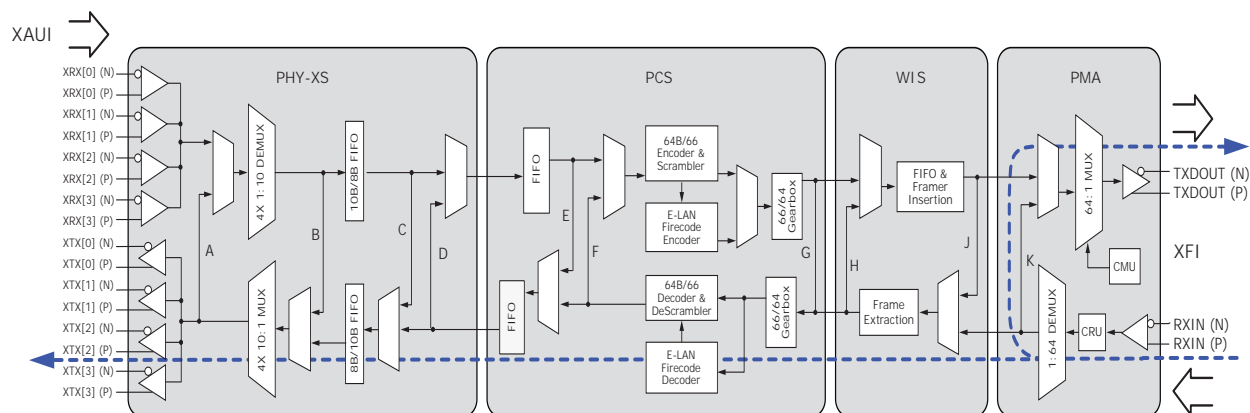 XAUI
PHY-XS
PCS
WIS
PMA
XRX[0] (N)
XRX[0] (P)
XRX[1] (N)
XRX[1] (P)
XRX[2] (N)
XRX[2] (P)
XRX[3] (N)
XRX[3] (P)
XTX[0] (N)
XTX[0] (P)
XTX[1] (N)
XTX[1] (P)
XTX[2] (N)
XTX[2] (P)
XTX[3] (N)
XTX[3] (P)
A
4X 1:10 DEMUX
4X 10:1 MUX
B
10B/8B FIFO
8B/10B FIFO
C
D
FIFO
FIFO
E
F
64B/66
Encoder &
Scrambler
E-LAN
Firecode
Encoder
64B/66
Decoder &
DeScrambler
E-LAN
Firecode
Decoder
66/64
Gearbox
66/64
Gearbox
G
H
FIFO &
Framer
Insertion
Frame
Extraction
J
K
64:1 MUX
1:64 DEMUX
CMU
CRU
TXDOUT (N)
TXDOUT (P)
XFI
RXIN (N)
RXIN (P)